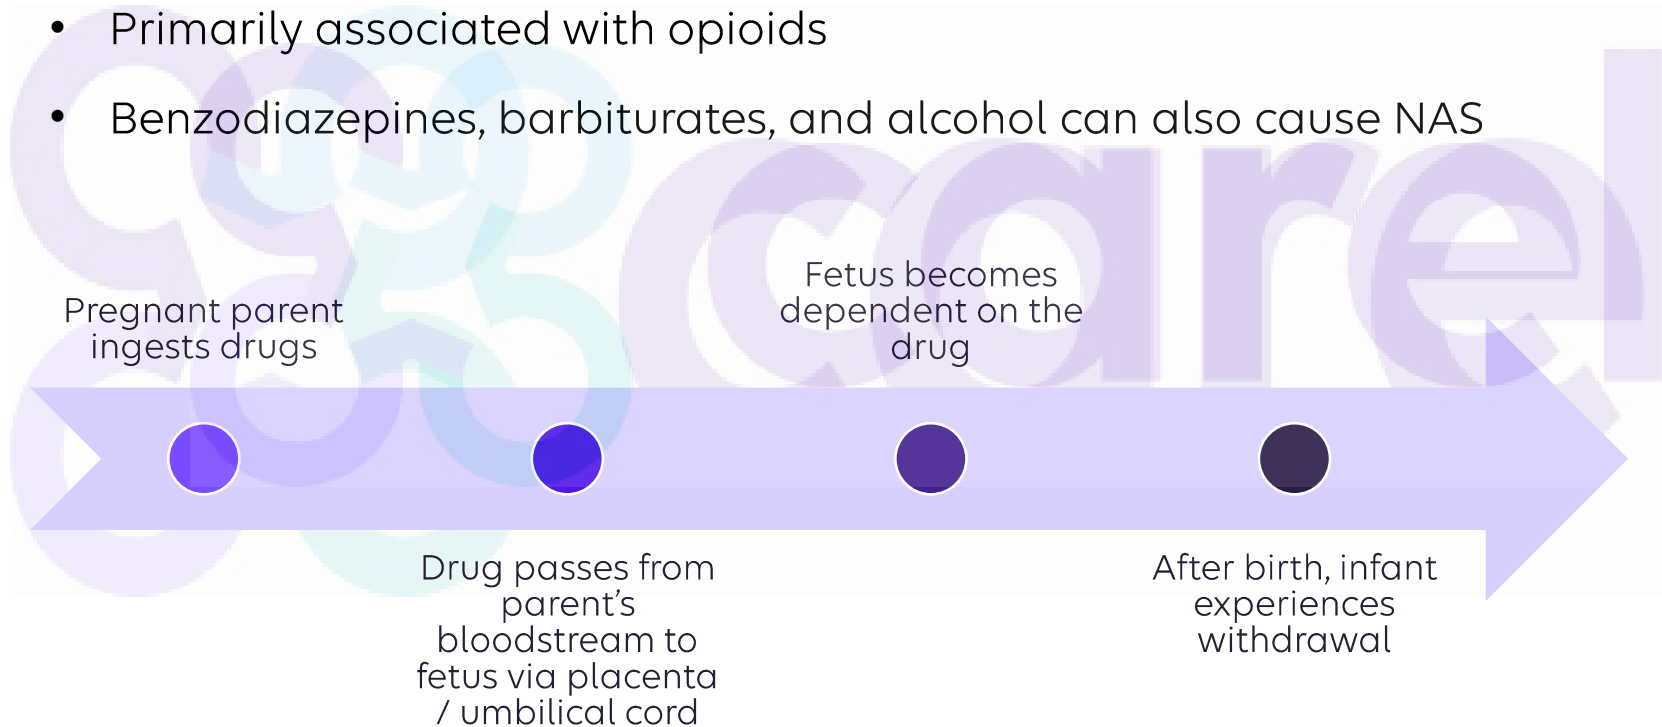 • Primarily associated with opioids
• Benzodiazepines, barbiturates, and alcohol can also cause NAS
Pregnant parent
ingests drugs
Drug passes from
parent’s
bloodstream to
fetus via placenta
/ umbilical cord
Fetus becomes
dependent on the
drug
After birth, infant
experiences
withdrawal
carel